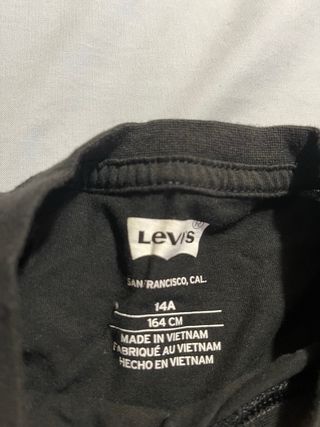 Levi's®
SAN FRANCISCO, CAL.
14A
164 CM
MADE IN VIETNAM
FABRIQUÉ AU VIETNAM
HECHO EN VIETNAM